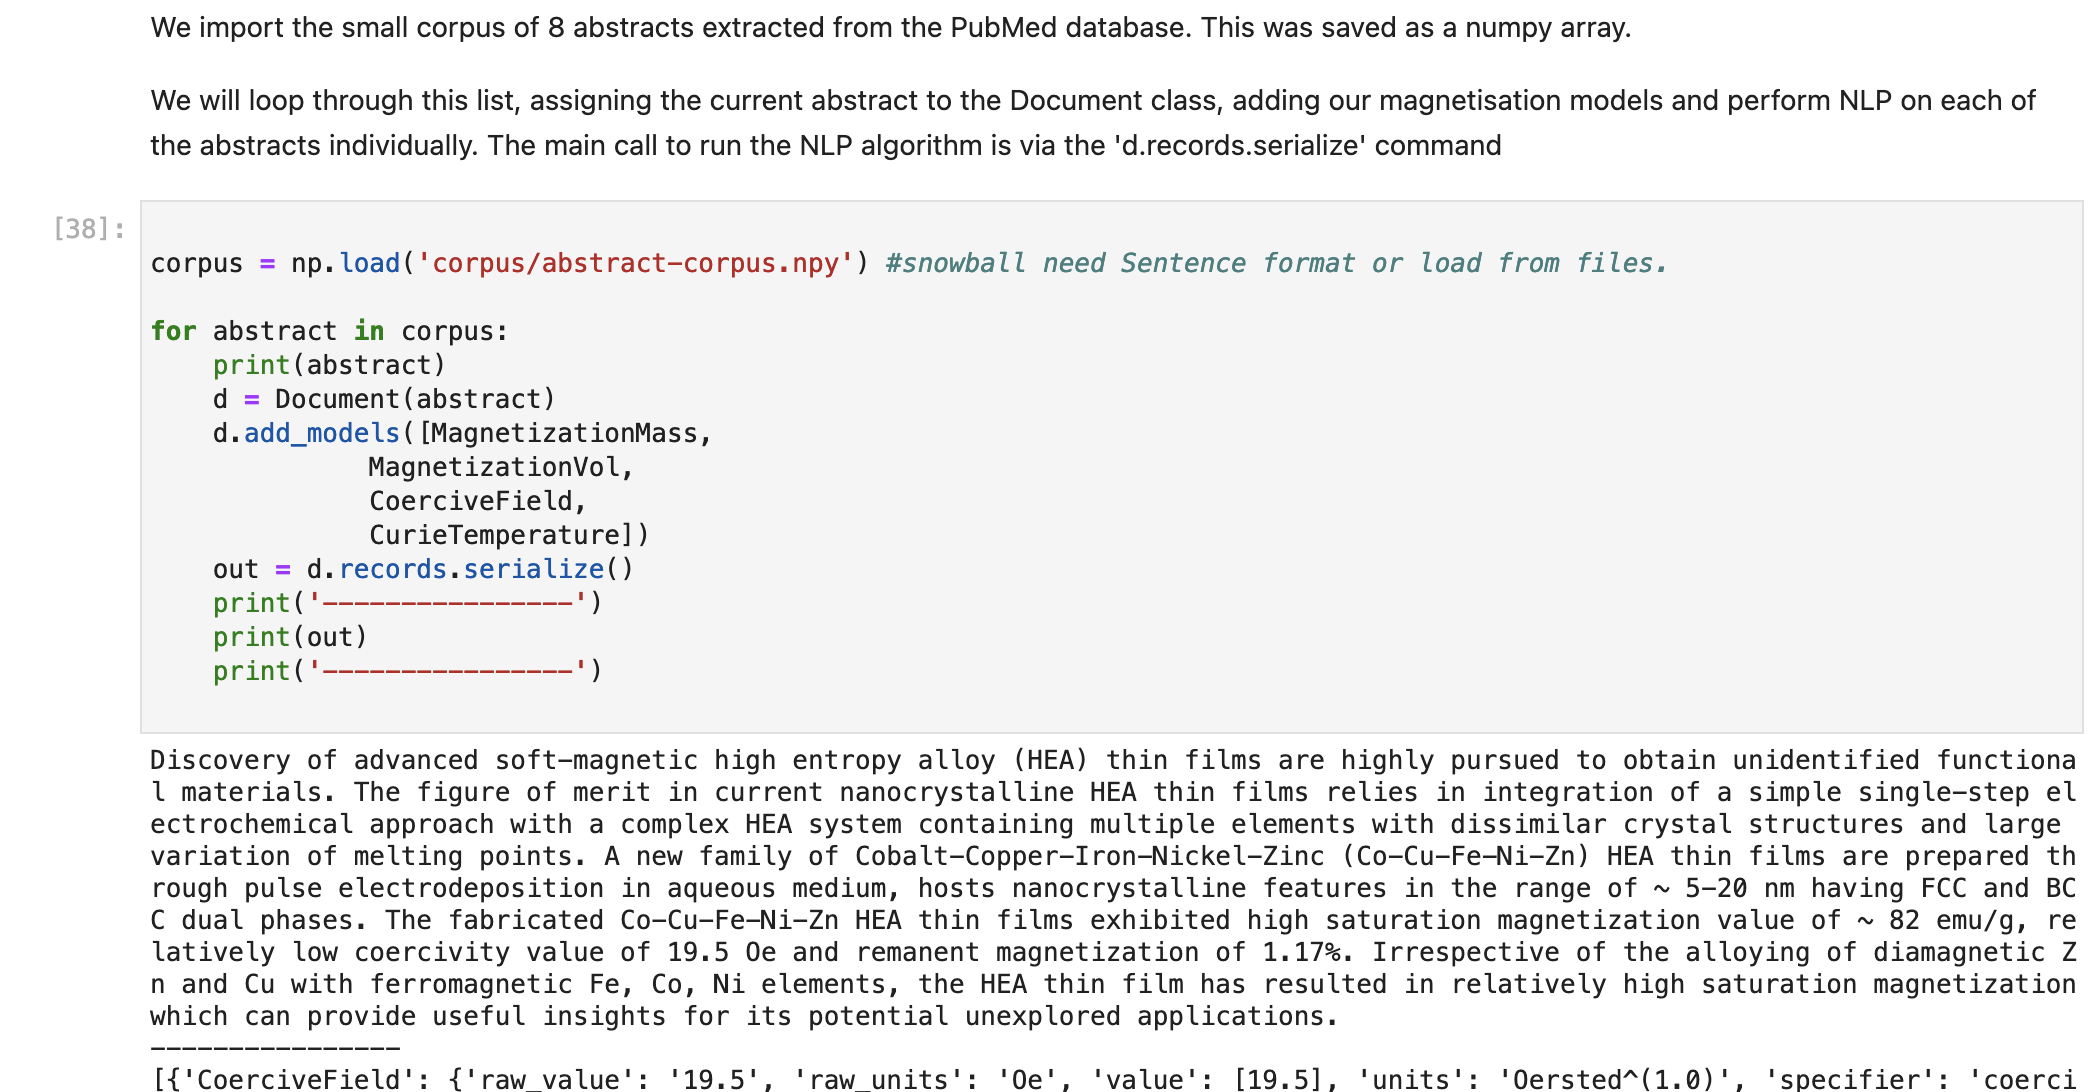 We import the small corpus of 8 abstracts extracted from the PubMed database. This was saved as a numpy array.
We will loop through this list, assigning the current abstract to the Document class, adding our magnetisation models and perform NLP on each of
the abstracts individually. The main call to run the NLP algorithm is via the 'd.records.serialize' command
[38]:
corpus = np.load('corpus/abstract-corpus.npy') #snowball need Sentence format or load from files.
for abstract in corpus:
    print(abstract)
    d = Document(abstract)
    d.add_models([MagnetizationMass,
              MagnetizationVol,
              CoerciveField,
              CurieTemperature])
    out = d.records.serialize()
    print('----------------')
    print(out)
    print('----------------')
Discovery of advanced soft-magnetic high entropy alloy (HEA) thin films are highly pursued to obtain unidentified functiona
l materials. The figure of merit in current nanocrystalline HEA thin films relies in integration of a simple single-step el
ectrochemical approach with a complex HEA system containing multiple elements with dissimilar crystal structures and large
variation of melting points. A new family of Cobalt-Copper-Iron-Nickel-Zinc (Co-Cu-Fe-Ni-Zn) HEA thin films are prepared th
rough pulse electrodeposition in aqueous medium, hosts nanocrystalline features in the range of ~ 5-20 nm having FCC and BC
C dual phases. The fabricated Co-Cu-Fe-Ni-Zn HEA thin films exhibited high saturation magnetization value of ~ 82 emu/g, re
latively low coercivity value of 19.5 Oe and remanent magnetization of 1.17%. Irrespective of the alloying of diamagnetic Z
n and Cu with ferromagnetic Fe, Co, Ni elements, the HEA thin film has resulted in relatively high saturation magnetization
which can provide useful insights for its potential unexplored applications.
----------------
[{'CoerciveField': {'raw_value': '19.5', 'raw_units': 'Oe', 'value': [19.5], 'units': 'Oersted^(1.0)', 'specifier': 'coerci